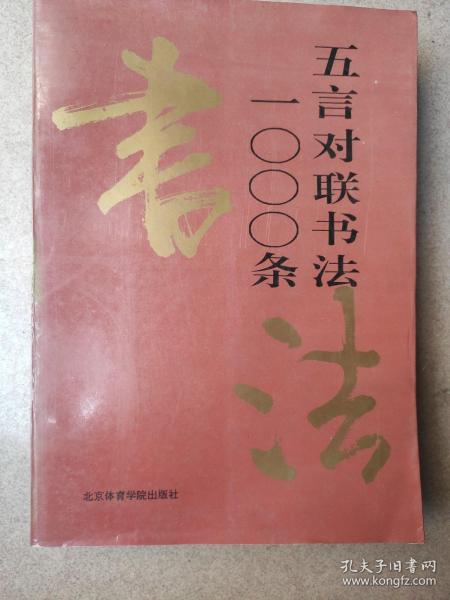 五言对联书法
一〇〇〇条
書
法
北京体育学院出版社
孔夫子旧书网
www.kongfz.com